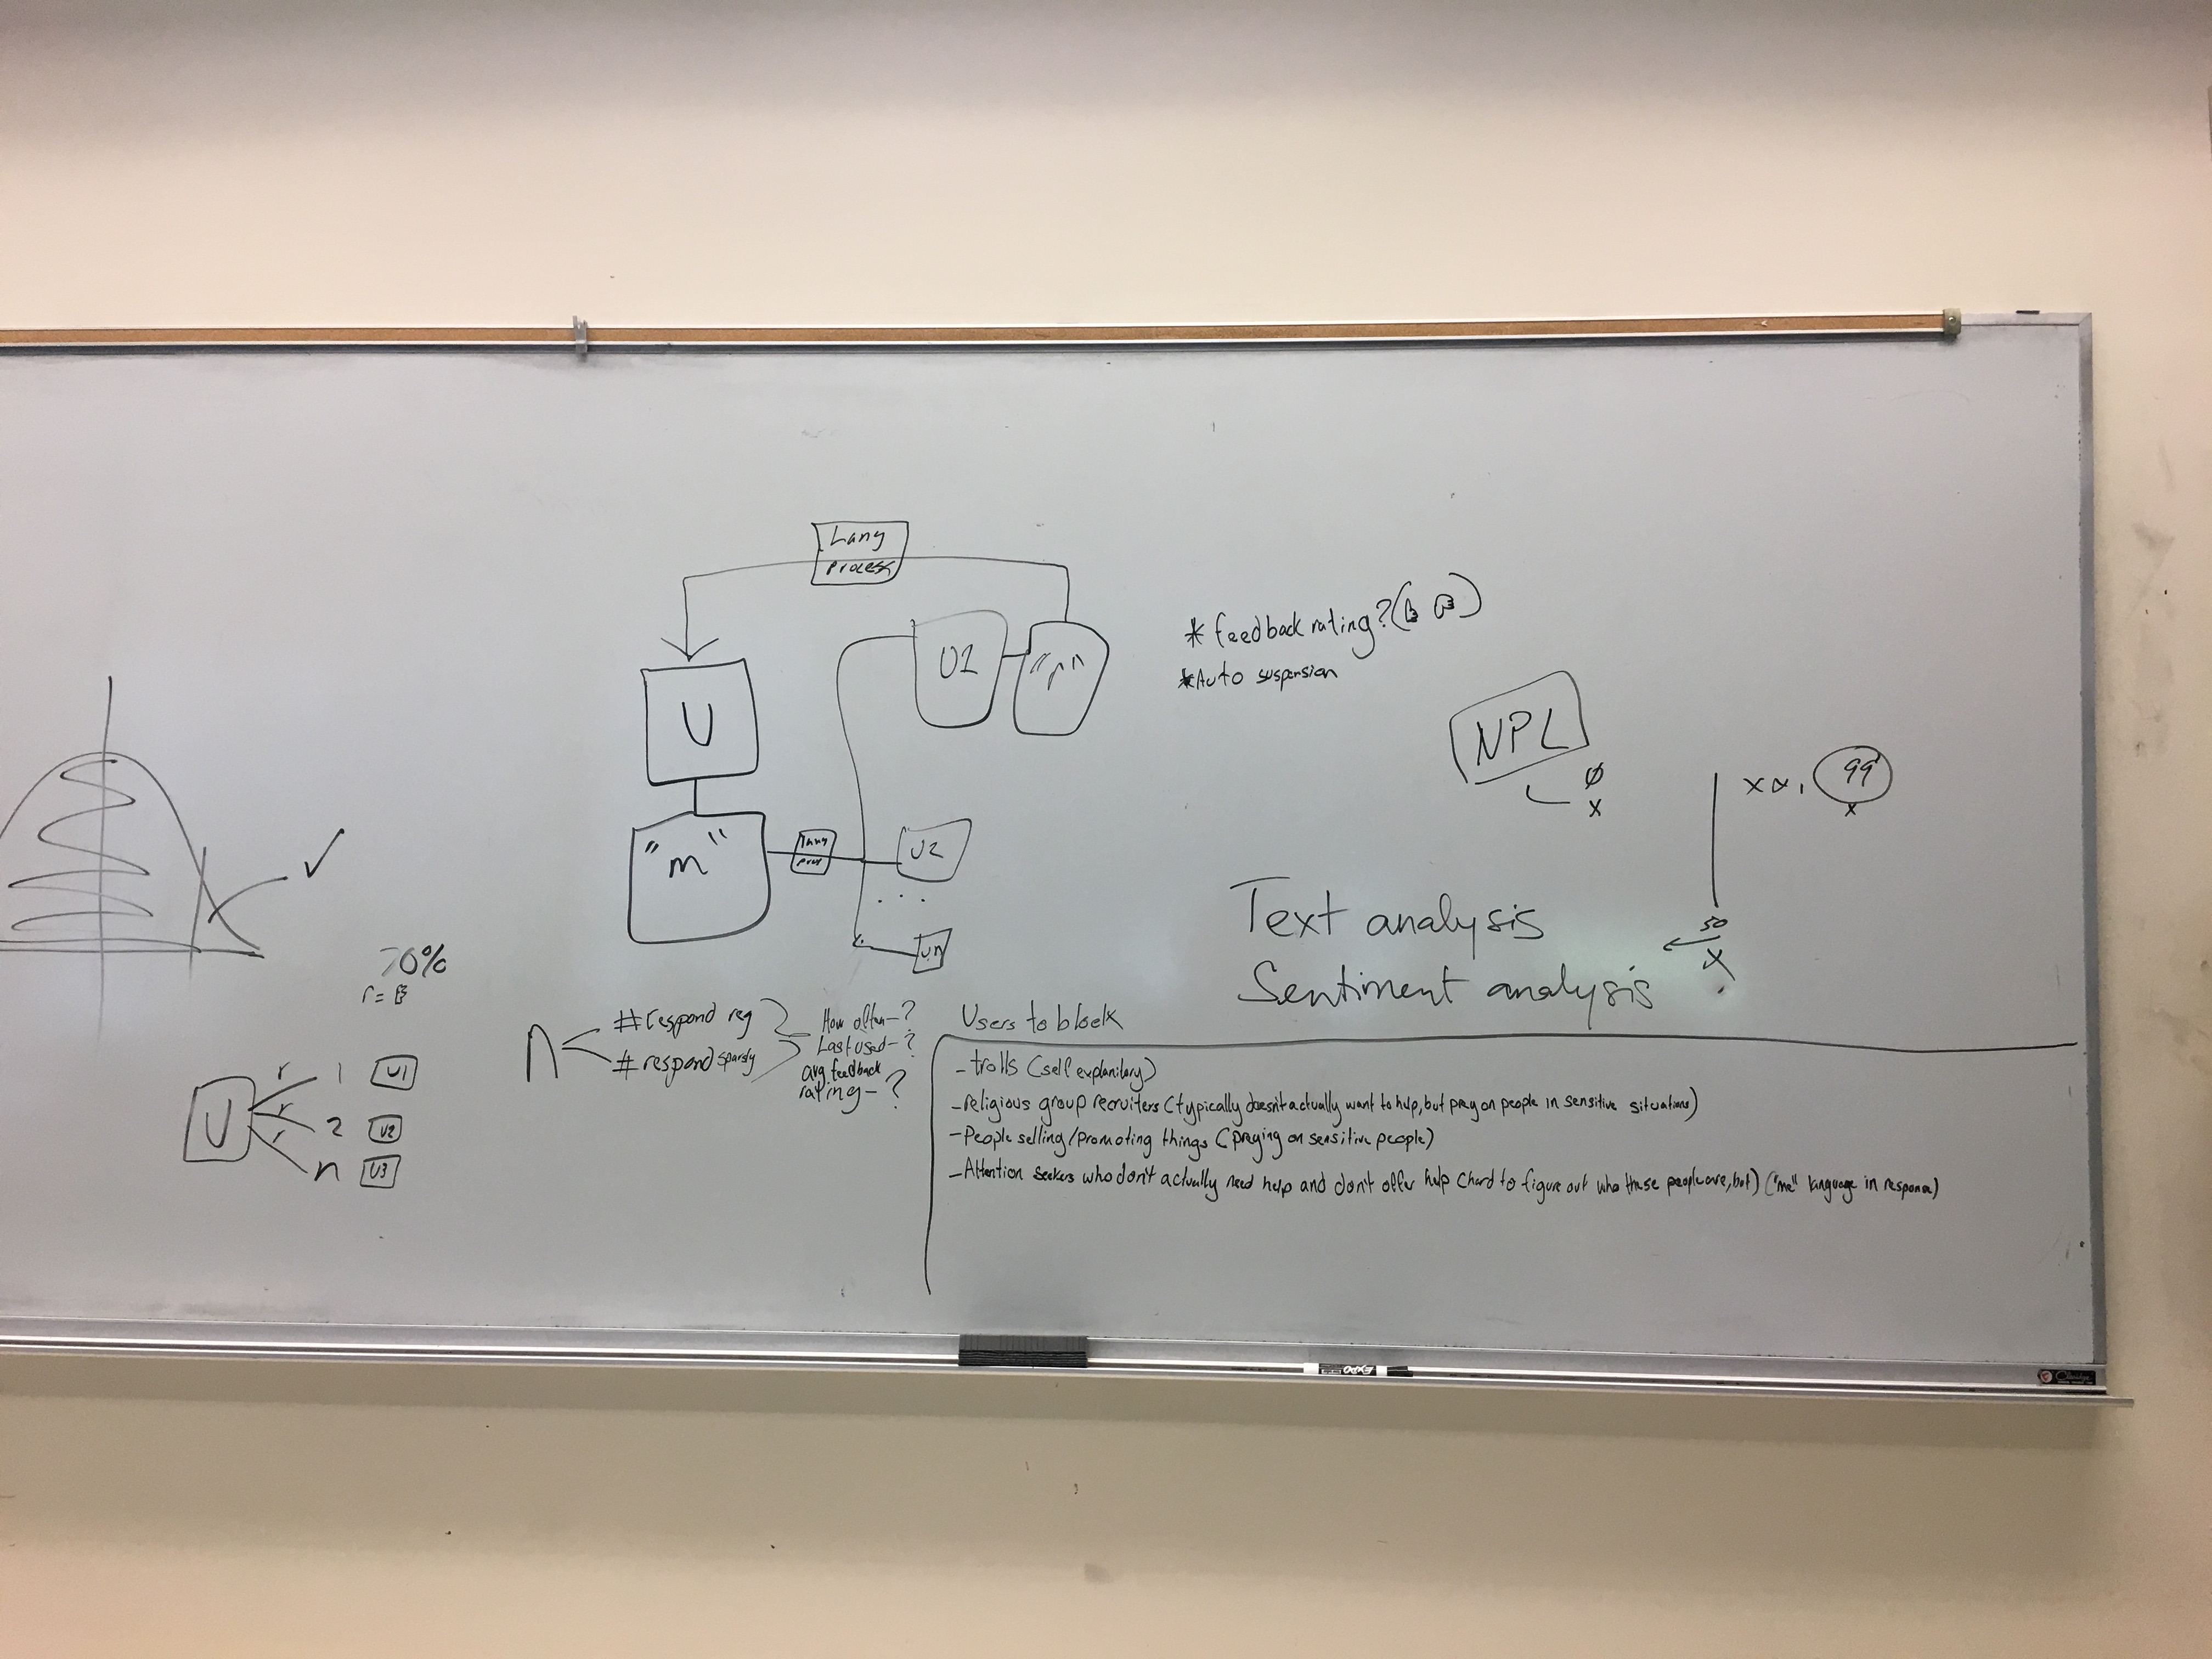 Lang
process
U
U1
"r"
"m"
Lang
proc
U2
. . .
Un
* feedback rating? ( )
*Auto suspension
NPL
Ø
x
99
x
50
x
Text analysis
Sentiment analysis
70%
r =
n
# respond reg
# respond sparsly
How often-?
Last used-?
avg feedback
rating-?
U
r 1 U1
r 2 U2
r n U3
Users to block
- trolls (self explanitory)
- religious group recruiters (typically doesn't actually want to help, but prey on people in sensitive situations)
- People selling/promoting things (preying on sensitive people)
- Attention seekers who don't actually need help and don't offer help (hard to figure out who these people are, but) ("me" language in response)
EXPO